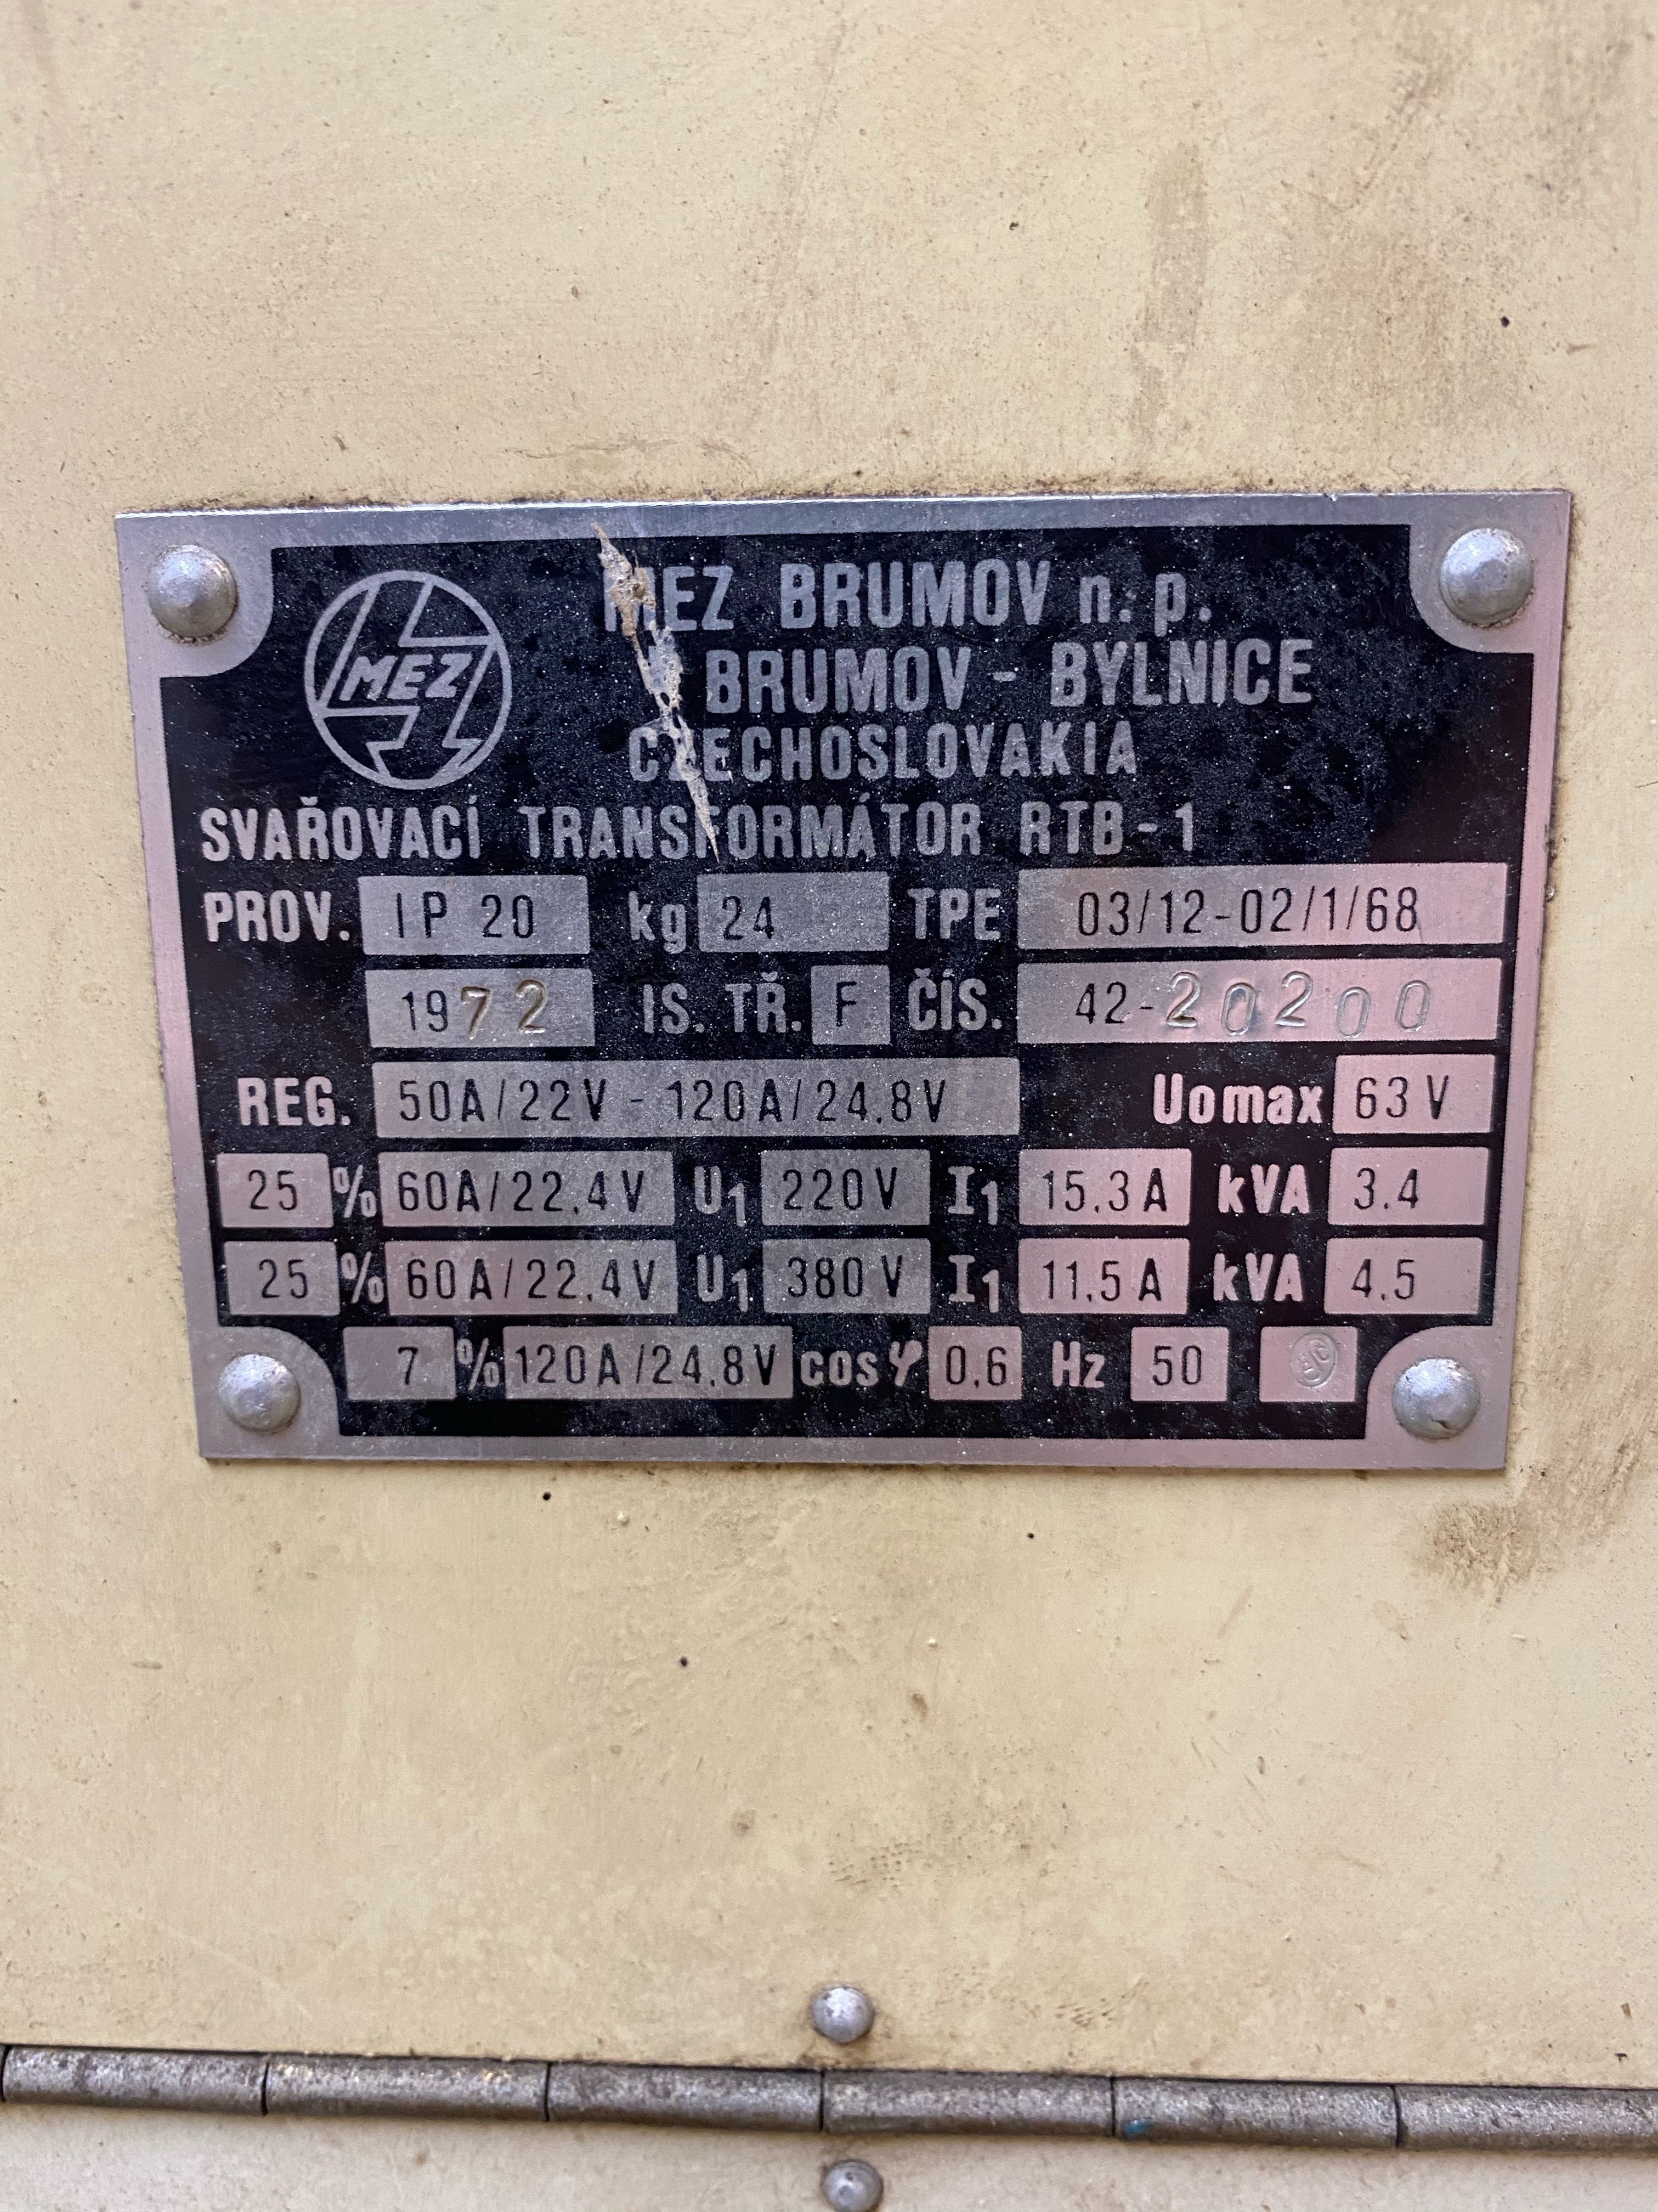 MEZ
MEZ BRUMOV n. p.
BRUMOV - BYLNICE
CZECHOSLOVAKIA
SVAŘOVACÍ TRANSFORMÁTOR RTB-1
PROV. IP 20 kg 24 TPE 03/12-02/1/68
1972 IS. TŘ. F ČÍS. 42-20200
REG. 50A/22V - 120A/24,8V Uomax 63V
25 % 60A/22,4V U1 220V I1 15,3A kVA 3.4
25 % 60A/22,4V U1 380V I1 11,5A kVA 4.5
7 % 120A/24,8V cosφ 0,6 Hz 50